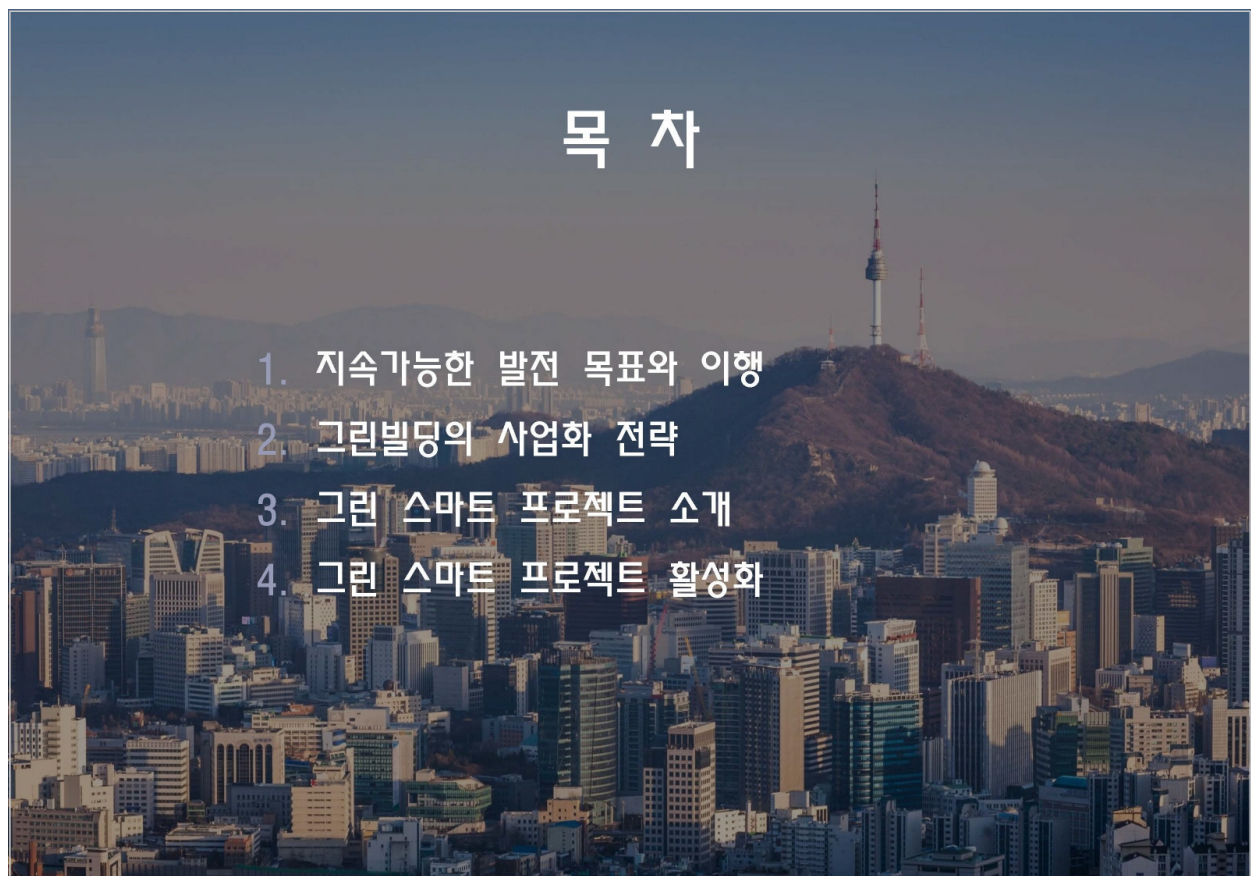 목 차
1. 지속가능한 발전 목표와 이행
2. 그린빌딩의 사업화 전략
3. 그린 스마트 프로젝트 소개
4. 그린 스마트 프로젝트 활성화